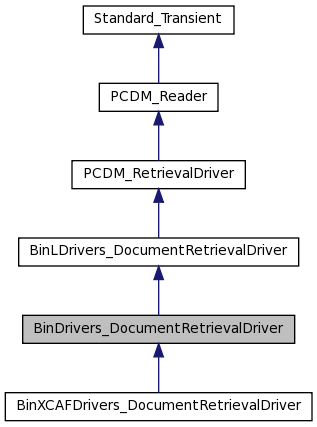 Standard_Transient
PCDM_Reader
PCDM_RetrievalDriver
BinLDrivers_DocumentRetrievalDriver
BinDrivers_DocumentRetrievalDriver
BinXCAFDrivers_DocumentRetrievalDriver